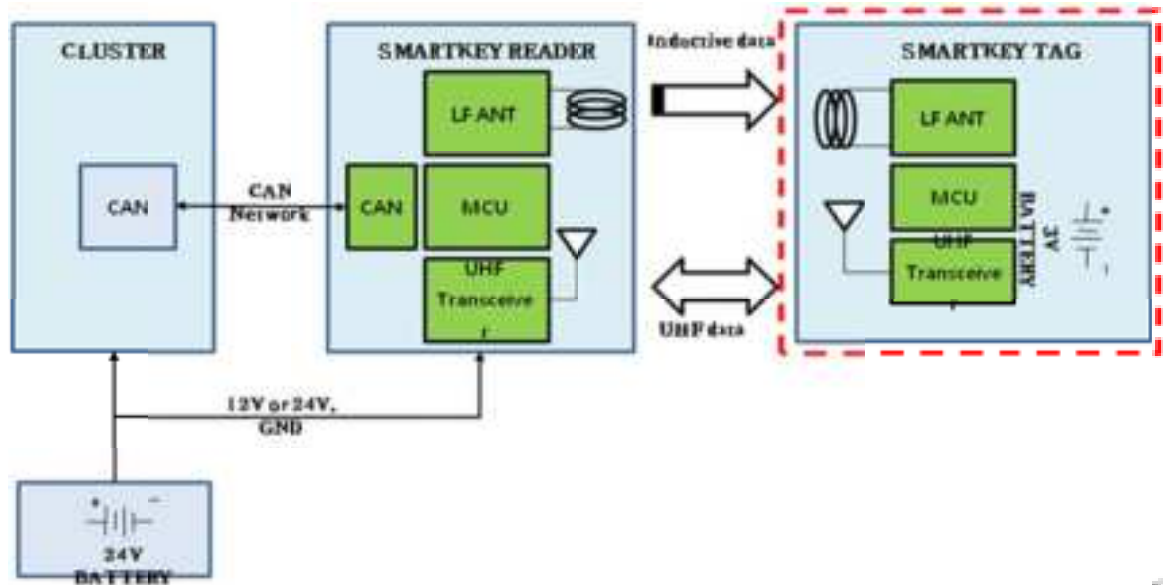 CLUSTER
CAN
CAN
Network
SMARTKEY READER
LF ANT
CAN
MCU
UHF
Transceive
r
Inductive data
UHF data
SMARTKEY TAG
LF ANT
MCU
UHF
Transceive
r
3V
BATTERY
12V or 24V,
GND
+ -
24V
BATTERY